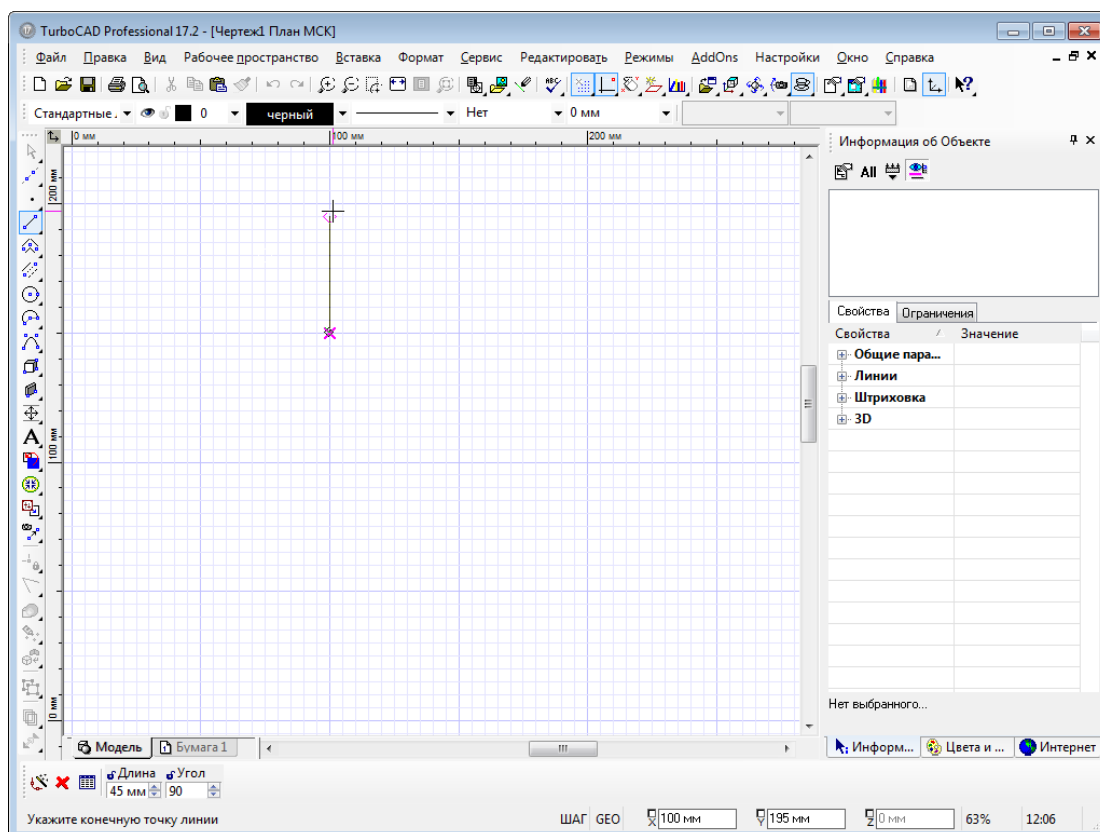 TurboCAD Professional 17.2 - [Чертеж1 План МСК]
Файл Правка Вид Рабочее пространство Вставка Формат Сервис Редактировать Режимы AddOns Настройки Окно Справка
Стандартные . 0 черный Нет 0 мм
0 мм 100 мм 200 мм
Информация об Объекте
All
200 мм
100 мм
0 мм
Свойства Ограничения
Свойства Значение
Общие пара...
Линии
Штриховка
3D
Нет выбранного...
Модель Бумага 1
Информ... Цвета и ... Интернет
Длина Угол
45 мм 90
Укажите конечную точку линии ШАГ GEO X 100 мм Y 195 мм Z 0 мм 63% 12:06